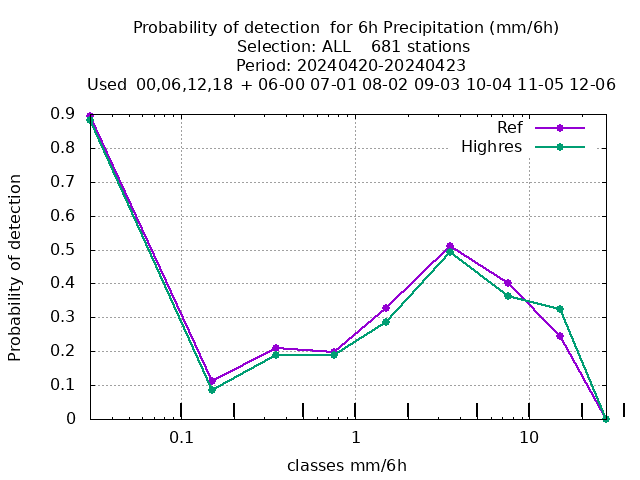 Probability of detection  for 6h Precipitation (mm/6h)
Selection: ALL    681 stations
Period: 20240420-20240423
Used  00,06,12,18  + 06-00 07-01 08-02 09-03 10-04 11-05 12-06
Ref
Highres
Probability of detection
0.9
0.8
0.7
0.6
0.5
0.4
0.3
0.2
0.1
0
0.1 1 10
classes mm/6h